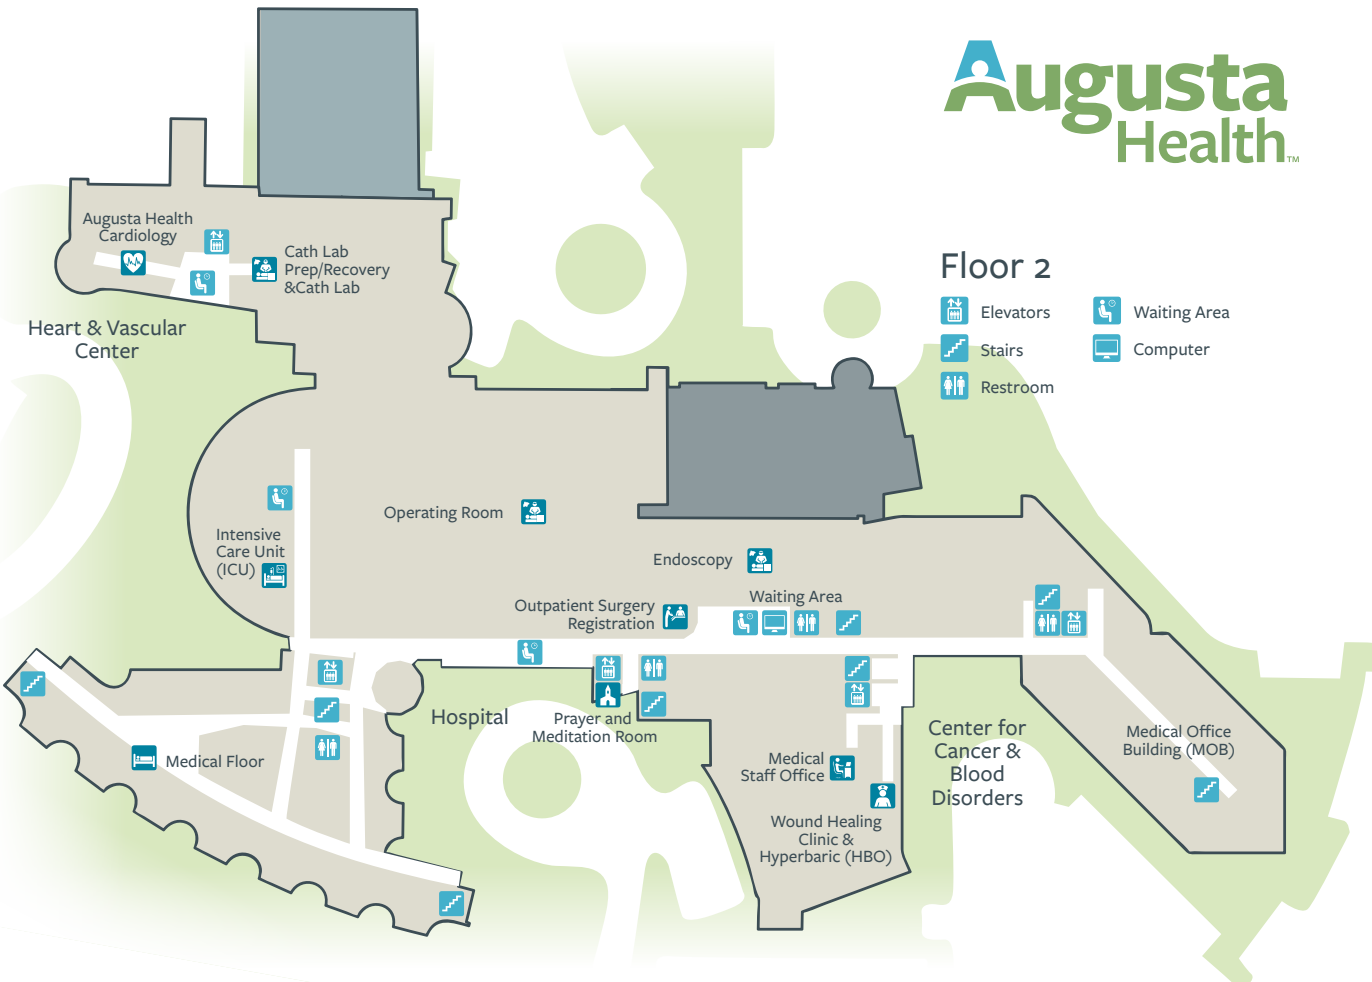 Augusta
Health™
Floor 2
Elevators
Waiting Area
Stairs
Computer
Restroom
Augusta Health
Cardiology
Cath Lab
Prep/Recovery
&Cath Lab
Heart & Vascular
Center
Operating Room
Intensive
Care Unit
(ICU)
Endoscopy
Waiting Area
Outpatient Surgery
Registration
Hospital
Prayer and
Meditation Room
Medical Floor
Medical
Staff Office
Wound Healing
Clinic &
Hyperbaric (HBO)
Center for
Cancer &
Blood
Disorders
Medical Office
Building (MOB)